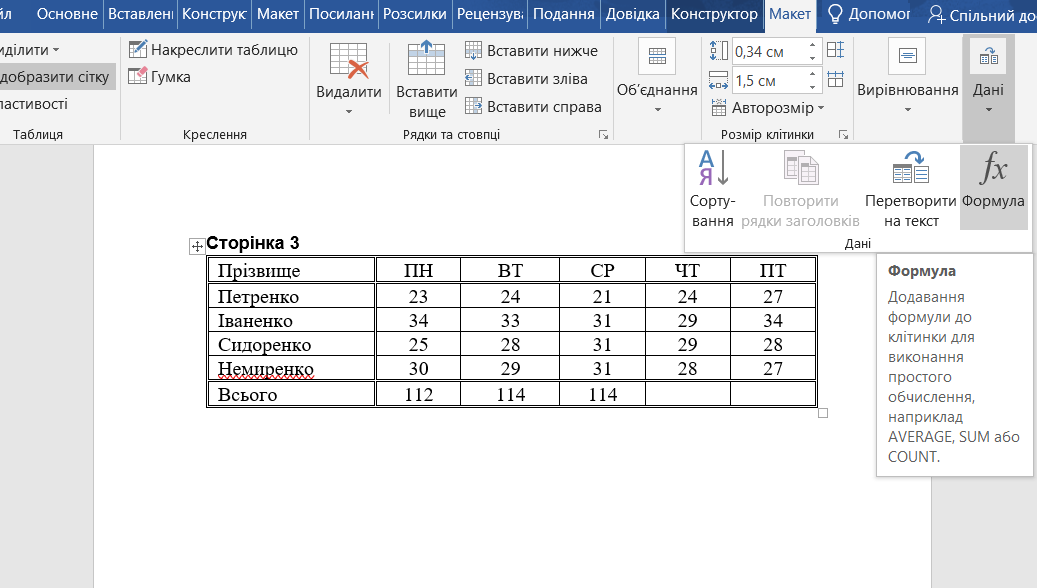 йл Основне Вставлені Конструк Макет Посиланн Розсилки Рецензува Подання Довідка Конструктор Макет Допомог Спільний до
иділити
добразити сітку
ластивості
Таблиця
Накреслити таблицю
Гумка
Креслення
Видалити
Вставити вище
Вставити нижче
Вставити зліва
Вставити справа
Рядки та стовпці
Об'єднання
0,34 см
1,5 см
Авторозмір
Розмір клітинки
Вирівнювання
Дані
Сорту-
вання
Повторити
рядки заголовків
Перетворити
на текст
Формула
Дані
Формула
Додавання
формули до
клітинки для
виконання
простого
обчислення,
наприклад
AVERAGE, SUM або
COUNT.
Сторінка 3
Прізвище ПН ВТ СР ЧТ ПТ
Петренко 23 24 21 24 27
Іваненко 34 33 31 29 34
Сидоренко 25 28 31 29 28
Немиренко 30 29 31 28 27
Всього 112 114 114